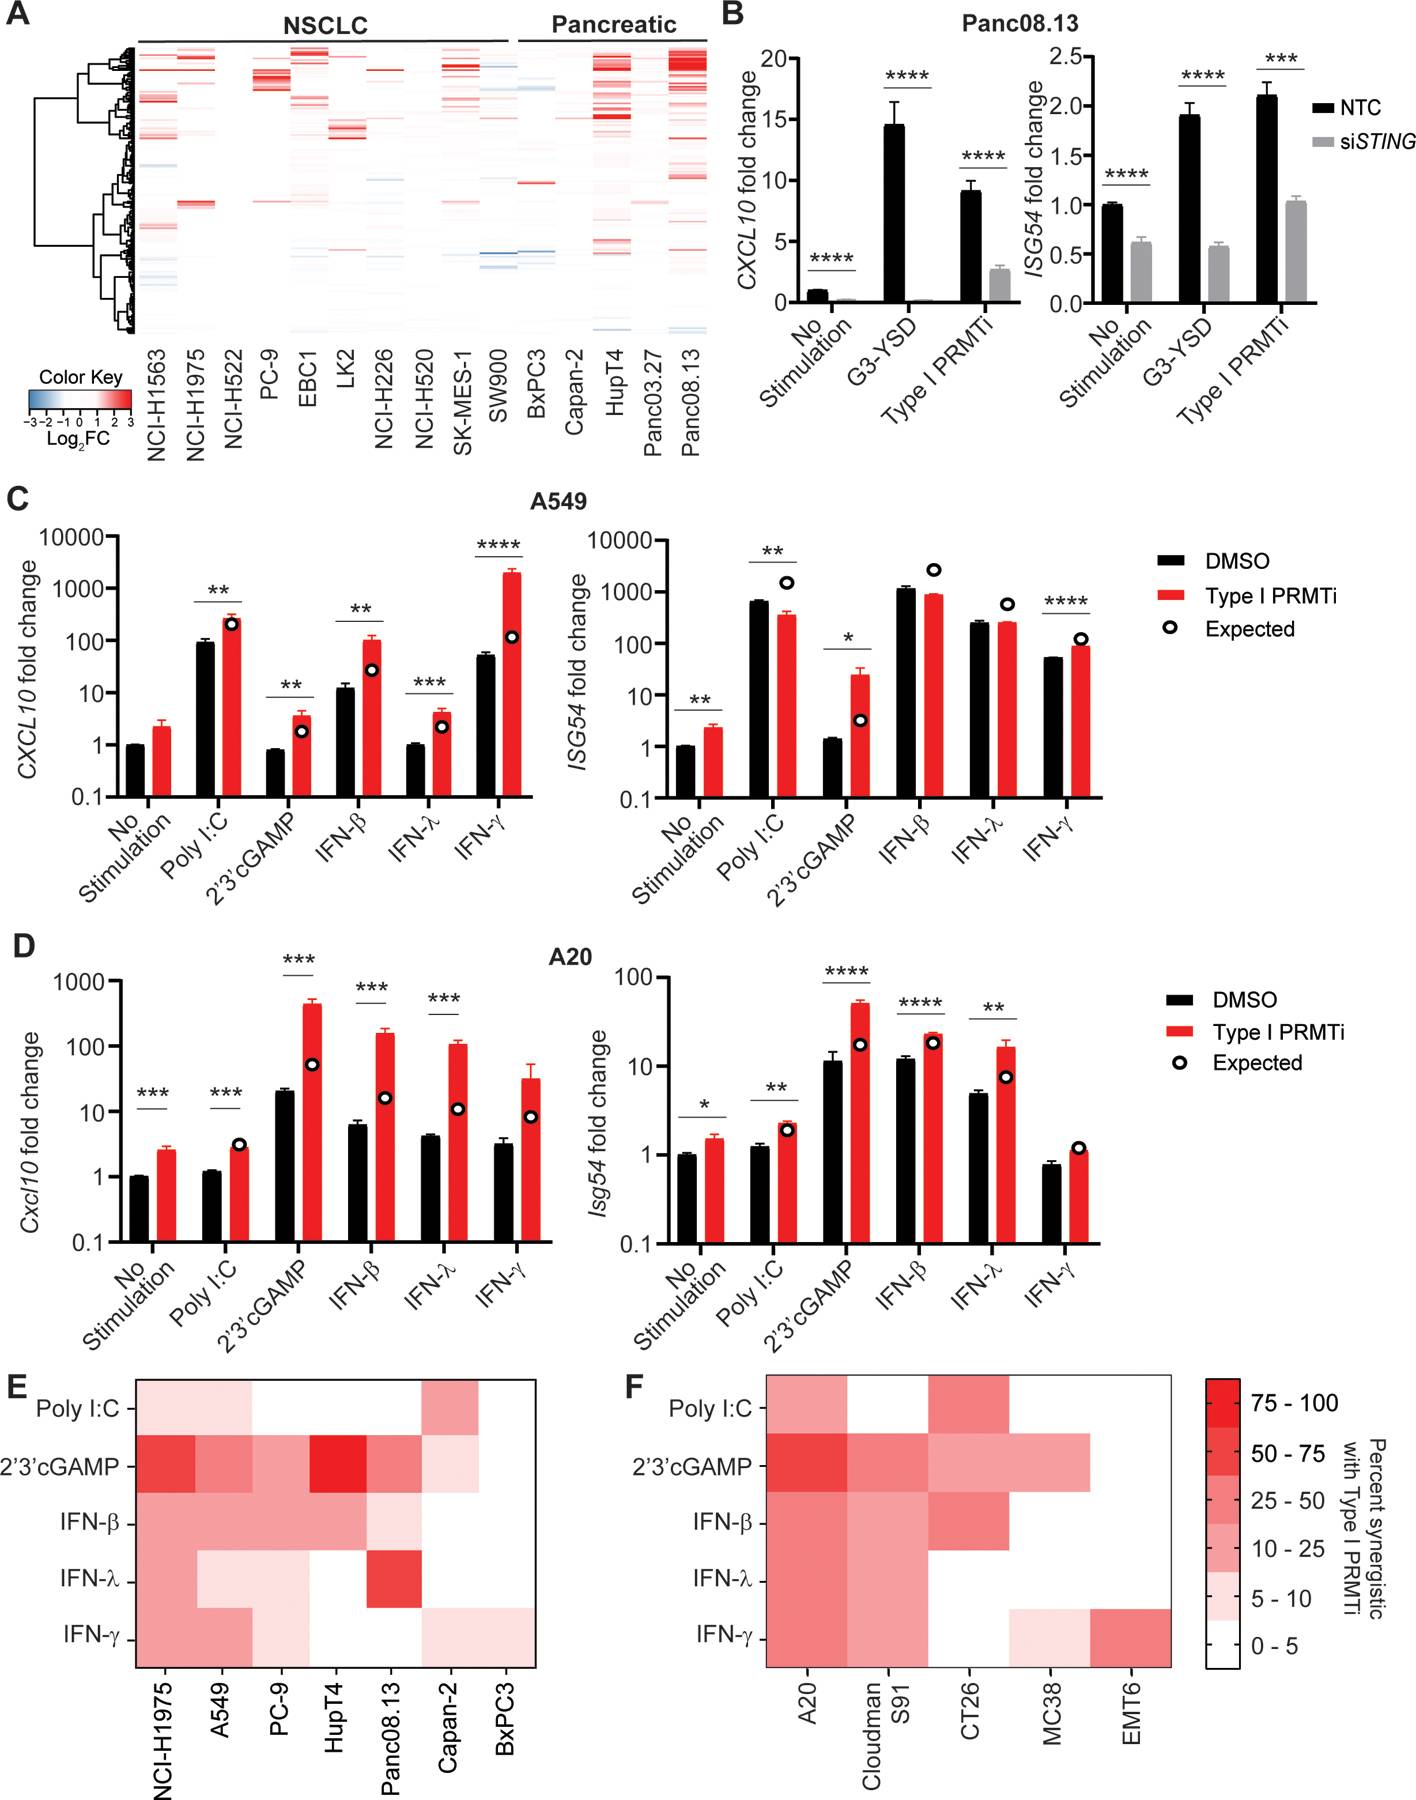 A
NSCLC
Pancreatic
Color Key
−3 −2 −1 0 1 2 3
Log2FC
NCI-H1563
NCI-H1975
NCI-H522
PC-9
EBC1
LK2
NCI-H226
NCI-H520
SK-MES-1
SW900
BxPC3
Capan-2
HupT4
Panc03.27
Panc08.13
B
Panc08.13
CXCL10 fold change
20
15
10
5
0
****
****
****
No
Stimulation
G3-YSD
Type I PRMTi
ISG54 fold change
2.5
2.0
1.5
1.0
0.5
0.0
****
****
***
No
Stimulation
G3-YSD
Type I PRMTi
NTC
siSTING
C
A549
CXCL10 fold change
10000
1000
100
10
1
0.1
**
**
**
***
****
No
Stimulation
Poly I:C
2’3’cGAMP
IFN-β
IFN-λ
IFN-γ
ISG54 fold change
10000
1000
100
10
1
0.1
**
**
*
****
No
Stimulation
Poly I:C
2’3’cGAMP
IFN-β
IFN-λ
IFN-γ
DMSO
Type I PRMTi
Expected
D
A20
Cxcl10 fold change
1000
100
10
1
0.1
***
***
***
***
***
No
Stimulation
Poly I:C
2’3’cGAMP
IFN-β
IFN-λ
IFN-γ
Isg54 fold change
100
10
1
0.1
*
**
****
****
**
No
Stimulation
Poly I:C
2’3’cGAMP
IFN-β
IFN-λ
IFN-γ
DMSO
Type I PRMTi
Expected
E
Poly I:C
2’3’cGAMP
IFN-β
IFN-λ
IFN-γ
NCI-H1975
A549
PC-9
HupT4
Panc08.13
Capan-2
BxPC3
F
Poly I:C
2’3’cGAMP
IFN-β
IFN-λ
IFN-γ
A20
Cloudman
S91
CT26
MC38
EMT6
75 - 100
50 - 75
25 - 50
10 - 25
5 - 10
0 - 5
Percent synergistic
with Type I PRMTi